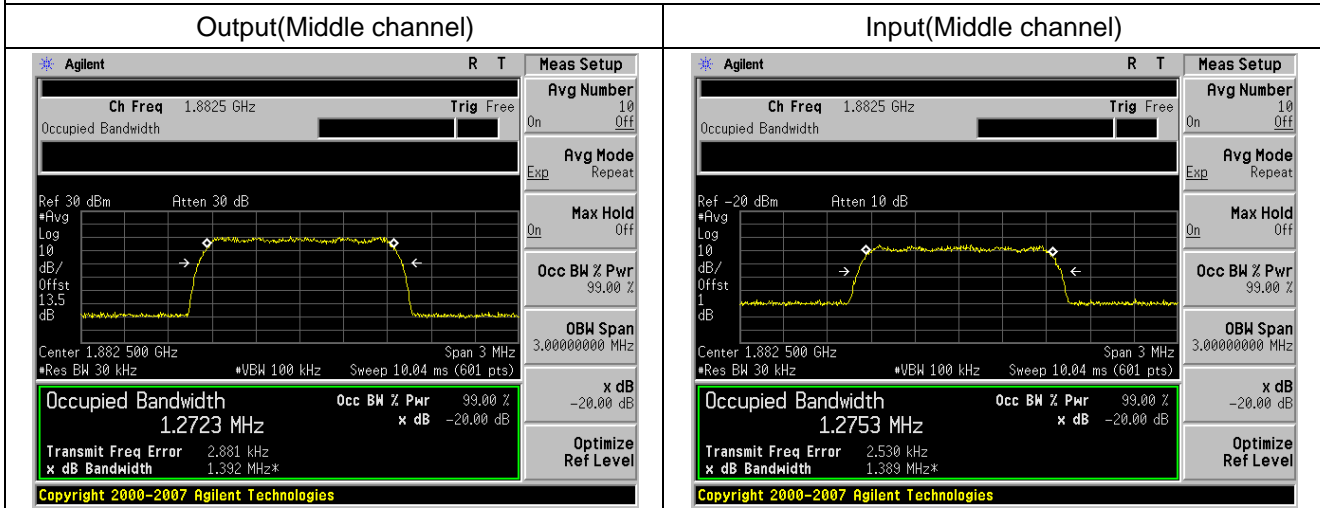 Output(Middle channel)
Agilent R T
Ch Freq 1.8825 GHz Trig Free
Occupied Bandwidth
Ref 30 dBm Atten 30 dB
#Avg
Log
10
dB/
Offst
13.5
dB
Center 1.882 500 GHz Span 3 MHz
#Res BW 30 kHz #VBW 100 kHz Sweep 10.04 ms (601 pts)
Occupied Bandwidth Occ BW % Pwr 99.00 %
1.2723 MHz x dB -20.00 dB
Transmit Freq Error 2.881 kHz
x dB Bandwidth 1.392 MHz*
Copyright 2000-2007 Agilent Technologies
Meas Setup
Avg Number
10
On Off
Avg Mode
Exp Repeat
Max Hold
On Off
Occ BW % Pwr
99.00 %
OBW Span
3.00000000 MHz
x dB
-20.00 dB
Optimize
Ref Level
Input(Middle channel)
Agilent R T
Ch Freq 1.8825 GHz Trig Free
Occupied Bandwidth
Ref -20 dBm Atten 10 dB
#Avg
Log
10
dB/
Offst
1
dB
Center 1.882 500 GHz Span 3 MHz
#Res BW 30 kHz #VBW 100 kHz Sweep 10.04 ms (601 pts)
Occupied Bandwidth Occ BW % Pwr 99.00 %
1.2753 MHz x dB -20.00 dB
Transmit Freq Error 2.530 kHz
x dB Bandwidth 1.389 MHz*
Copyright 2000-2007 Agilent Technologies
Meas Setup
Avg Number
10
On Off
Avg Mode
Exp Repeat
Max Hold
On Off
Occ BW % Pwr
99.00 %
OBW Span
3.00000000 MHz
x dB
-20.00 dB
Optimize
Ref Level